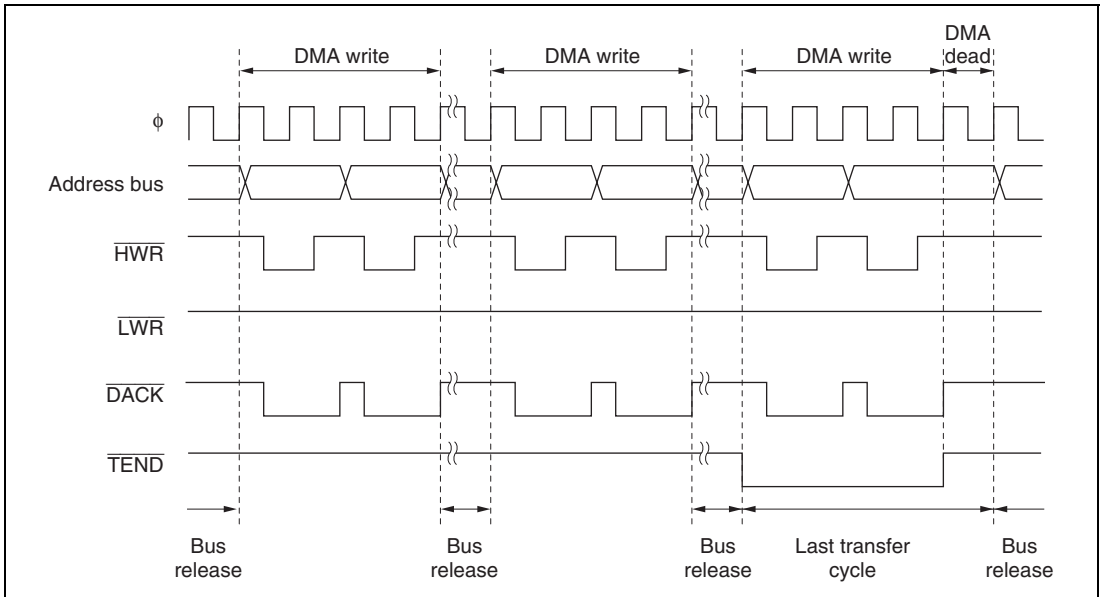 DMA write
DMA write
DMA write
DMA
dead
ϕ
Address bus
HWR
LWR
DACK
TEND
Bus
release
Bus
release
Bus
release
Last transfer
cycle
Bus
release